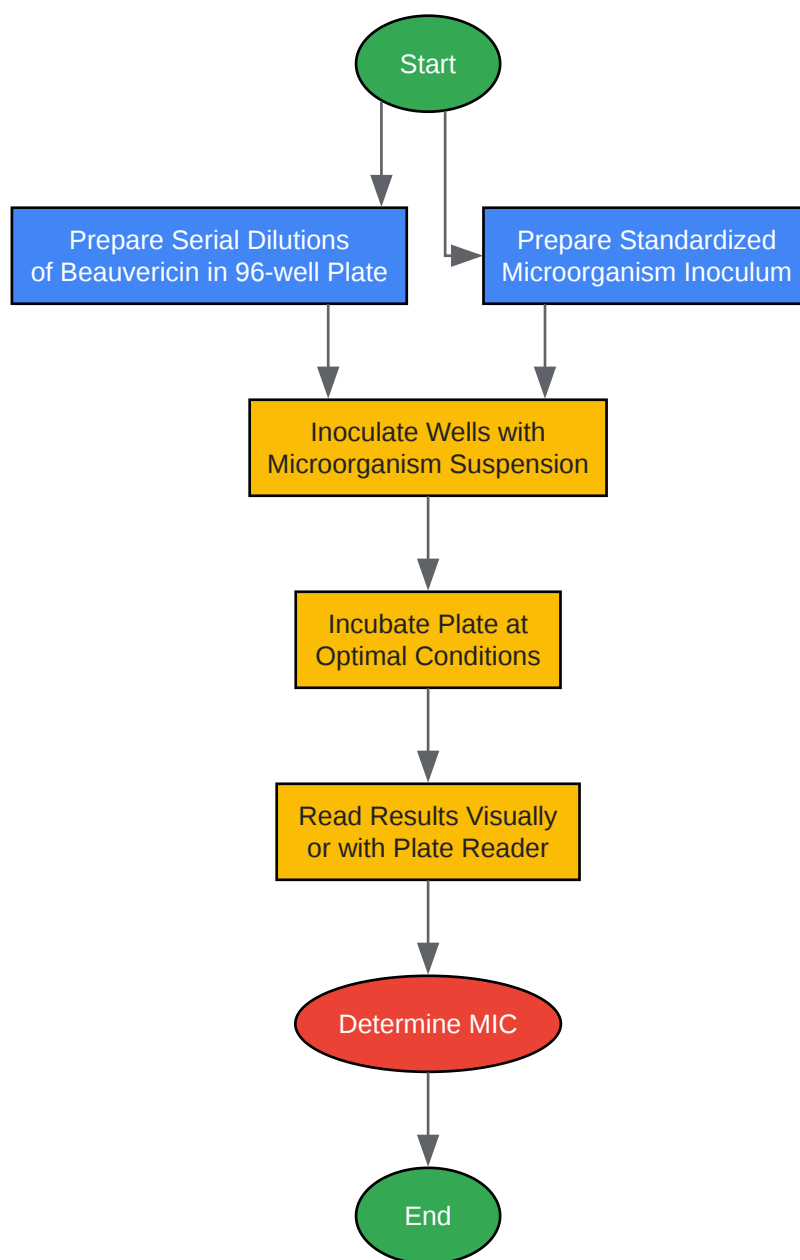 Start
Prepare Serial Dilutions
of Beauvericin in 96-well Plate
Prepare Standardized
Microorganism Inoculum
Inoculate Wells with
Microorganism Suspension
Incubate Plate at
Optimal Conditions
Read Results Visually
or with Plate Reader
Determine MIC
End